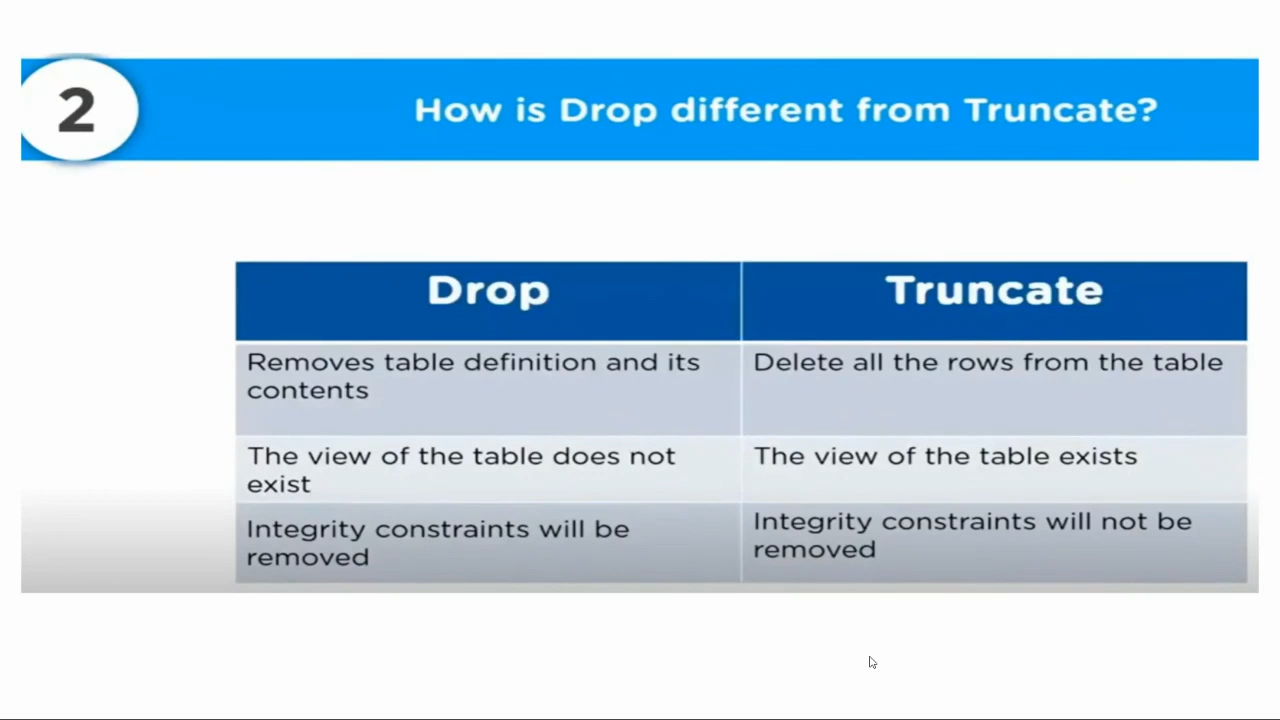 2
How is Drop different from Truncate?
Drop
Truncate
Removes table definition and its
contents
Delete all the rows from the table
The view of the table does not
exist
The view of the table exists
Integrity constraints will be
removed
Integrity constraints will not be
removed